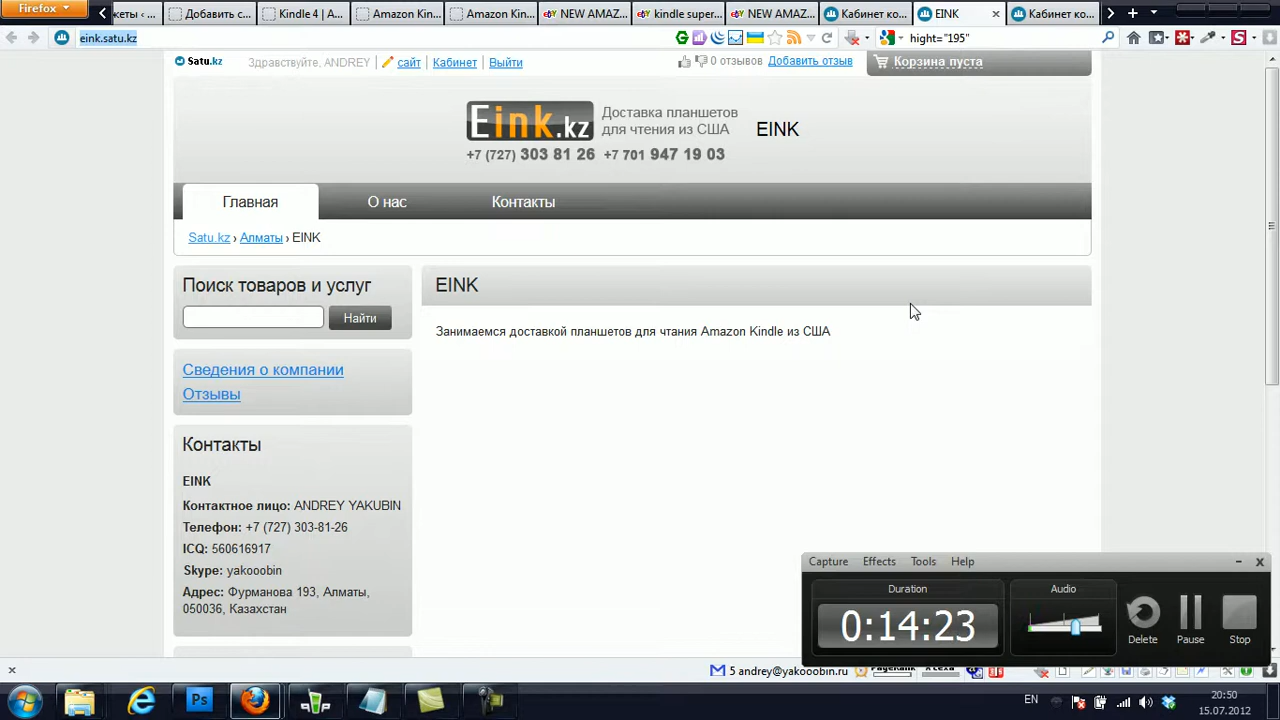 Firefox
кеты ‹ ...
Добавить с...
Kindle 4 | A...
Amazon Kin...
Amazon Kin...
NEW AMAZ...
kindle super...
NEW AMAZ...
Кабинет ко...
EINK
Кабинет ко...
eink.satu.kz
hight="195"
Satu.kz
Здравствуйте, ANDREY
сайт
Кабинет
Выйти
0 отзывов
Добавить отзыв
Корзина пуста
Eink.kz
Доставка планшетов
для чтения из США
EINK
+7 (727) 303 81 26 +7 701 947 19 03
Главная
О нас
Контакты
Satu.kz › Алматы › EINK
Поиск товаров и услуг
Найти
EINK
Занимаемся доставкой планшетов для чтания Amazon Kindle из США
Сведения о компании
Отзывы
Контакты
EINK
Контактное лицо: ANDREY YAKUBIN
Телефон: +7 (727) 303-81-26
ICQ: 560616917
Skype: yakooobin
Адрес: Фурманова 193, Алматы,
050036, Казахстан
Capture
Effects
Tools
Help
Duration
0:14:23
Audio
Delete
Pause
Stop
5 andrey@yakooobin.ru
Ps
EN
20:50
15.07.2012